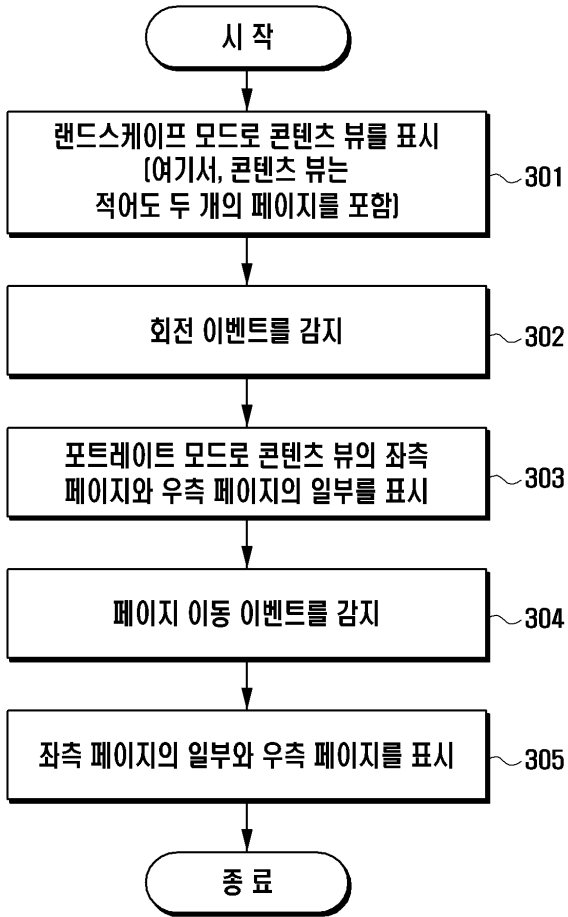 시 작
랜드스케이프 모드로 콘텐츠 뷰를 표시
(여기서, 콘텐츠 뷰는
적어도 두 개의 페이지를 포함)
301
회전 이벤트를 감지
302
포트레이트 모드로 콘텐츠 뷰의 좌측
페이지와 우측 페이지의 일부를 표시
303
페이지 이동 이벤트를 감지
304
좌측 페이지의 일부와 우측 페이지를 표시
305
종 료